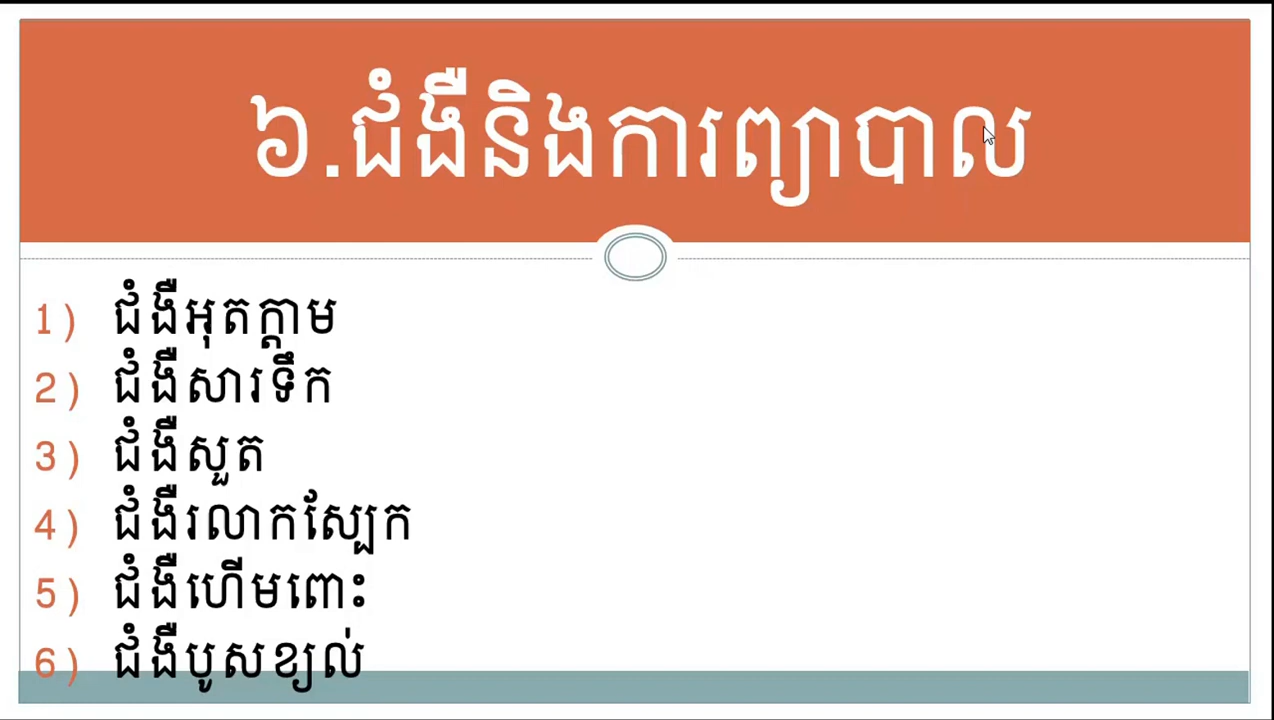 ៦.ជំងឺនិងការព្យាបាល
1) ជំងឺអុតក្តាម
2) ជំងឺសារទឹក
3) ជំងឺសួត
4) ជំងឺរលាកស្បែក
5) ជំងឺហើមពោះ
6) ជំងឺបូសខ្យល់